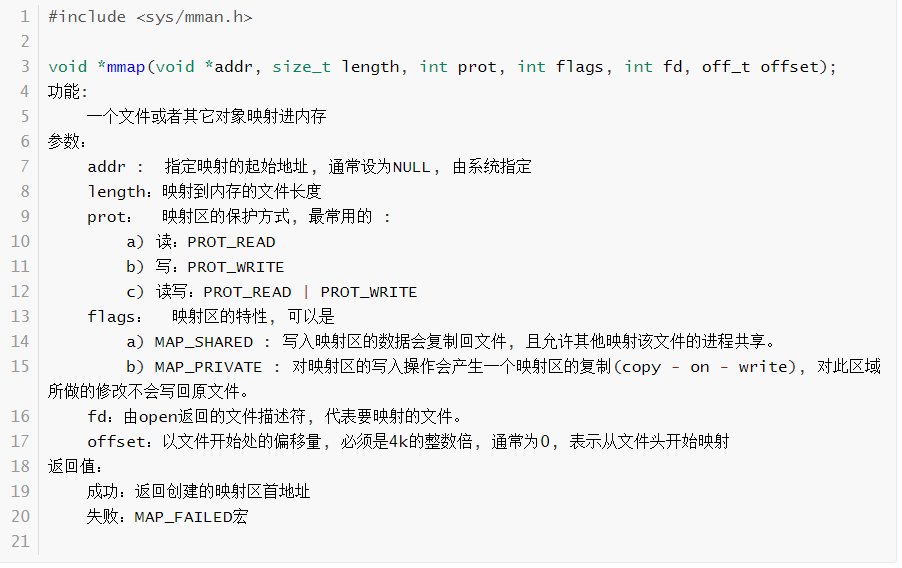 1 #include <sys/mman.h>
2
3 void *mmap(void *addr, size_t length, int prot, int flags, int fd, off_t offset);
4 功能:
5 一个文件或者其它对象映射进内存
6 参数：
7 addr :  指定映射的起始地址, 通常设为NULL, 由系统指定
8 length：映射到内存的文件长度
9 prot：  映射区的保护方式, 最常用的 :
10 a) 读：PROT_READ
11 b) 写：PROT_WRITE
12 c) 读写：PROT_READ | PROT_WRITE
13 flags：  映射区的特性, 可以是
14 a) MAP_SHARED : 写入映射区的数据会复制回文件, 且允许其他映射该文件的进程共享。
15 b) MAP_PRIVATE : 对映射区的写入操作会产生一个映射区的复制(copy - on - write), 对此区域
所做的修改不会写回原文件。
16 fd：由open返回的文件描述符, 代表要映射的文件。
17 offset：以文件开始处的偏移量, 必须是4k的整数倍, 通常为0, 表示从文件头开始映射
18 返回值：
19 成功：返回创建的映射区首地址
20 失败：MAP_FAILED宏
21